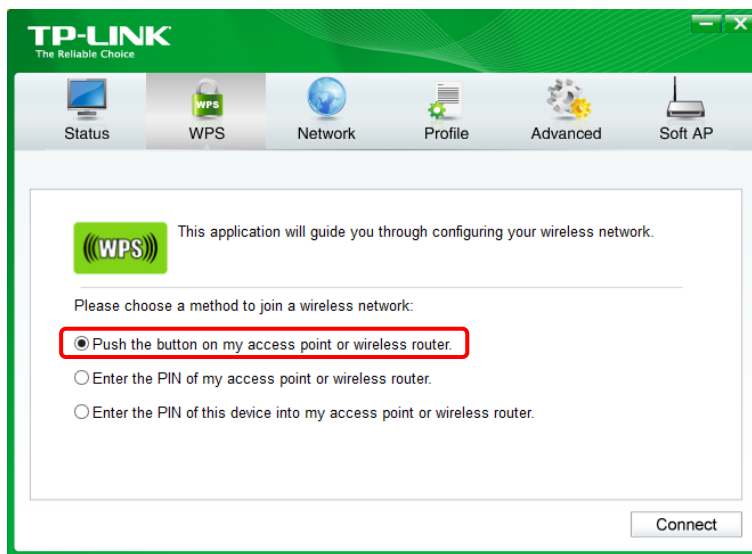 TP-LINK
The Reliable Choice
Status WPS Network Profile Advanced Soft AP
WPS
This application will guide you through configuring your wireless network.
WPS
Please choose a method to join a wireless network:
Push the button on my access point or wireless router.
Enter the PIN of my access point or wireless router.
Enter the PIN of this device into my access point or wireless router.
Connect